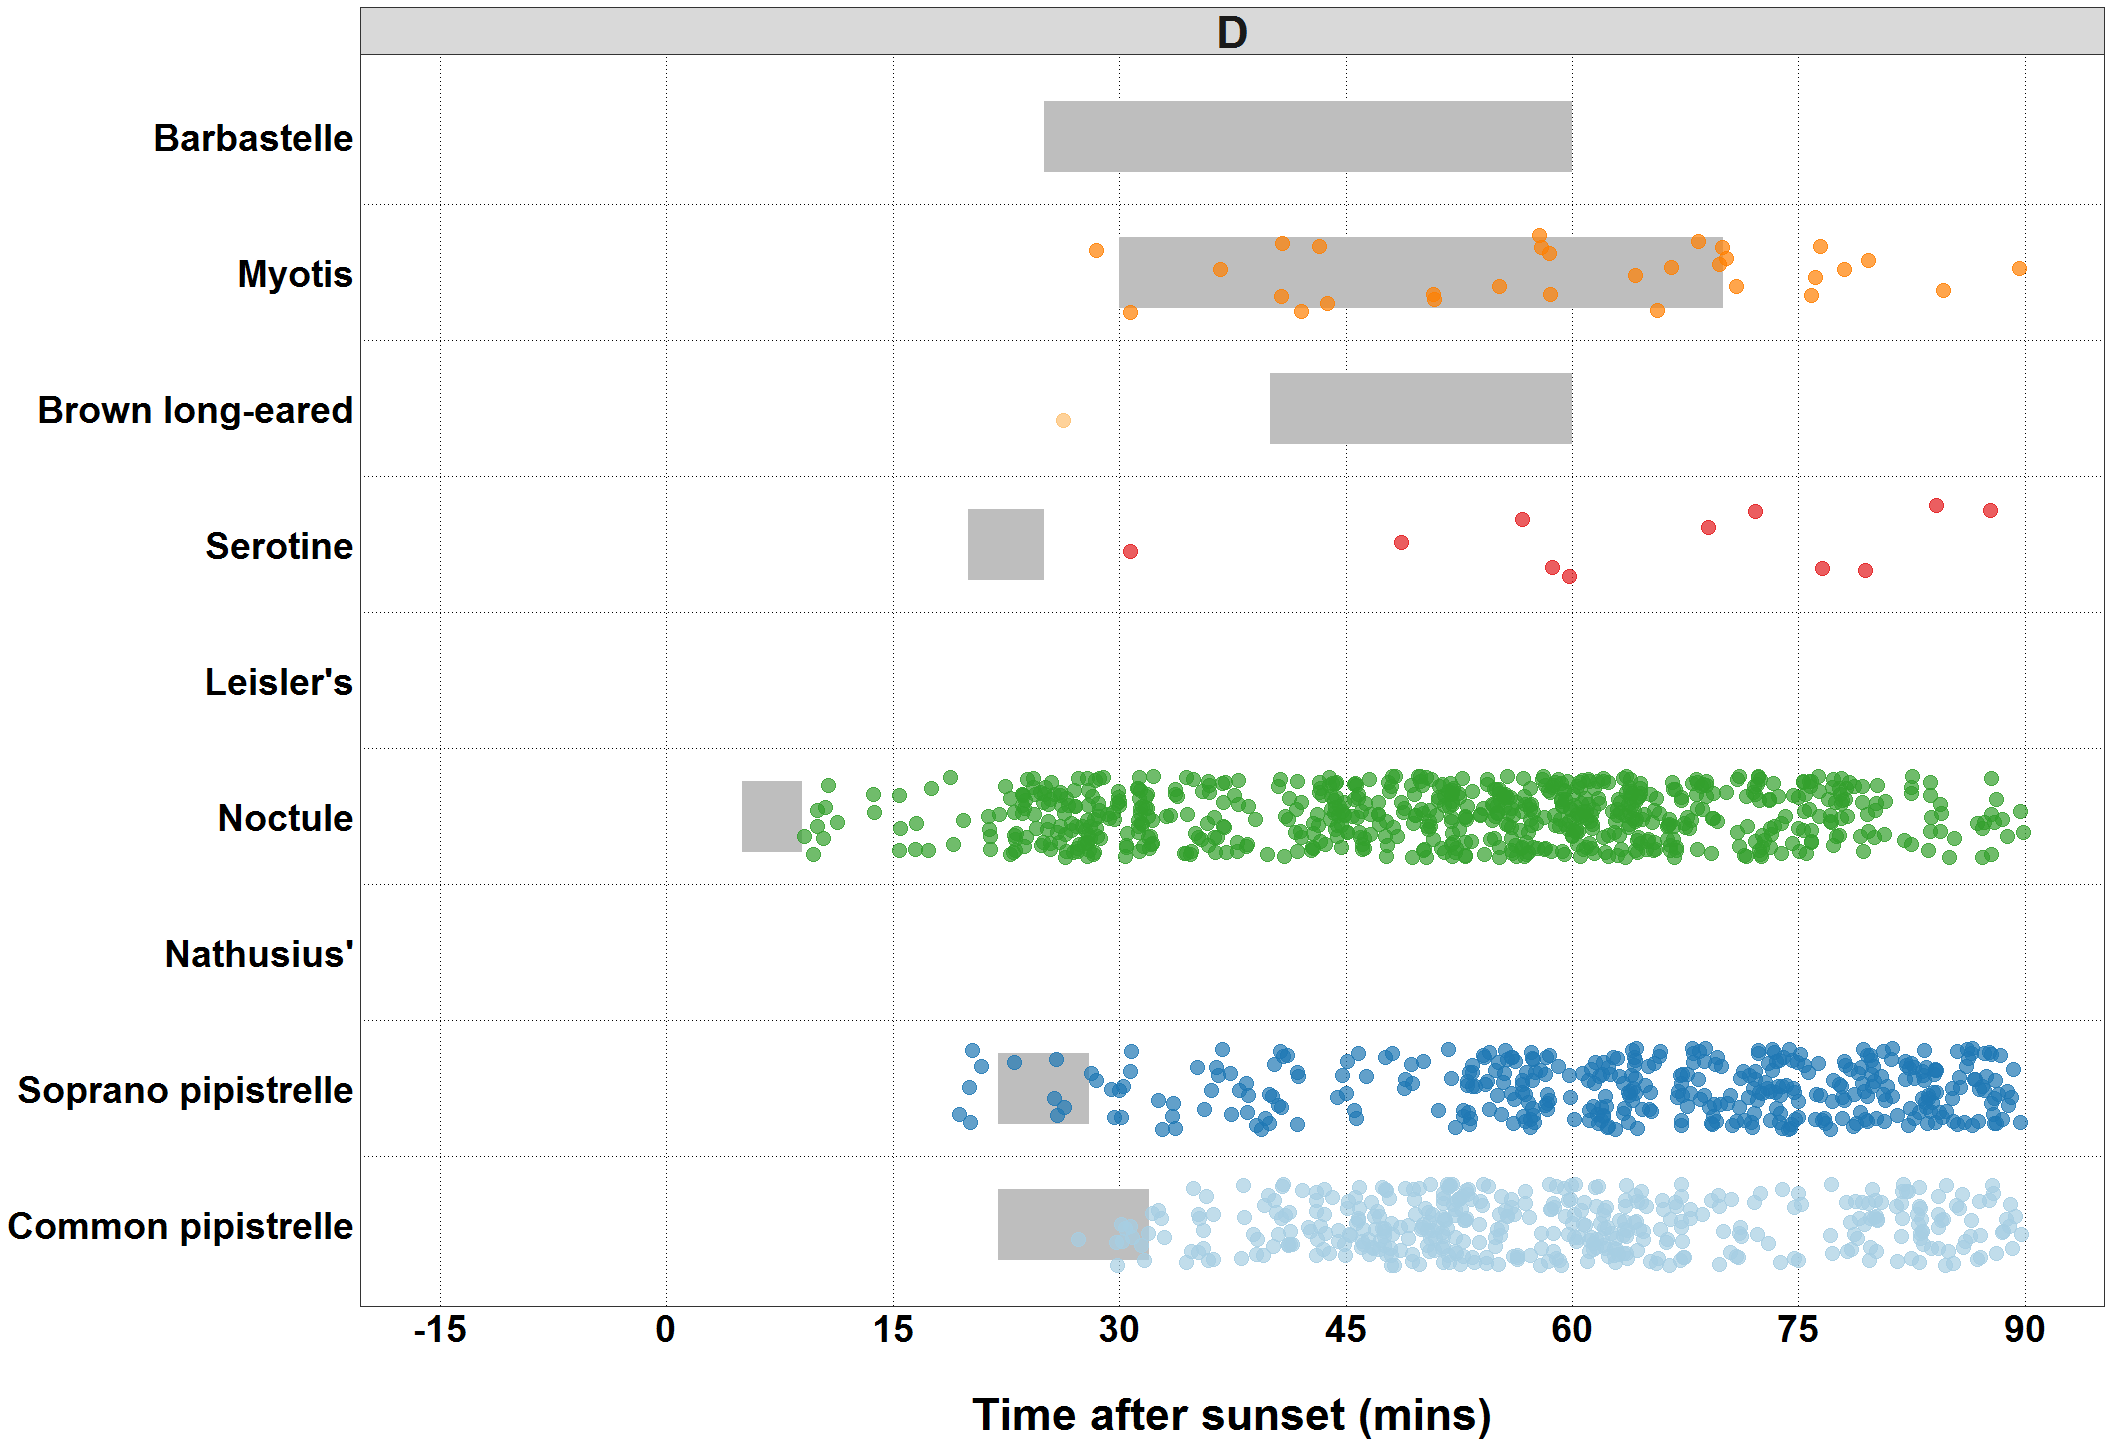 D
Barbastelle
Myotis
Brown long-eared
Serotine
Leisler's
Noctule
Nathusius'
Soprano pipistrelle
Common pipistrelle
-15 0 15 30 45 60 75 90
Time after sunset (mins)